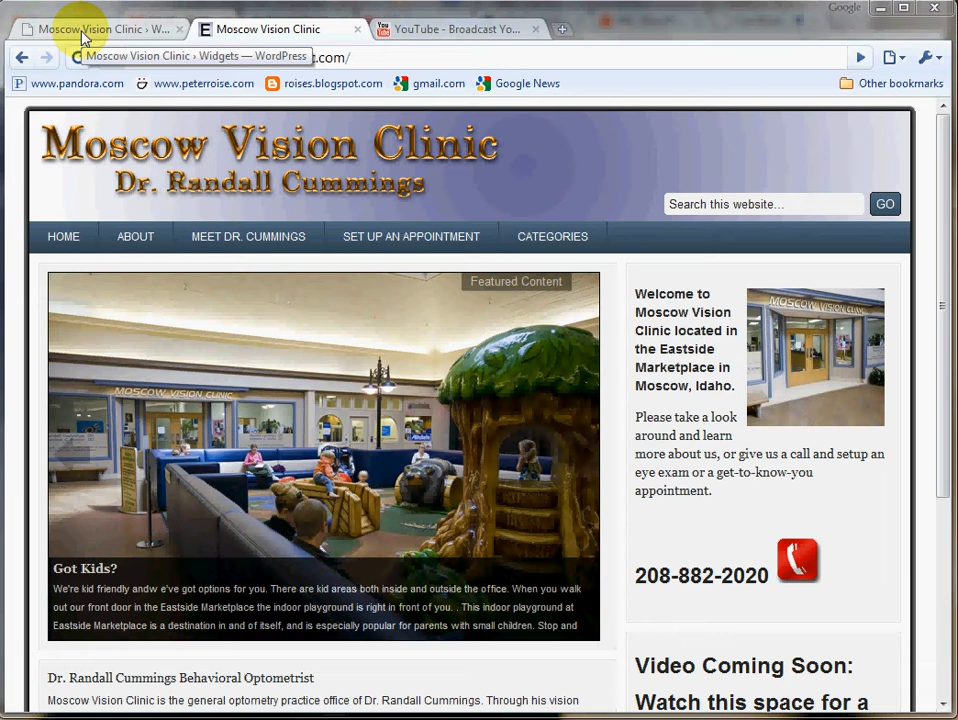 Google
Moscow Vision Clinic › W...
Moscow Vision Clinic
YouTube - Broadcast Yo...
Moscow Vision Clinic › Widgets — WordPress
.com/
www.pandora.com
www.peterroise.com
roises.blogspot.com
gmail.com
Google News
Other bookmarks
Moscow Vision Clinic
Dr. Randall Cummings
Search this website...
GO
HOME
ABOUT
MEET DR. CUMMINGS
SET UP AN APPOINTMENT
CATEGORIES
Featured Content
MOSCOW VISION CLINIC
Got Kids?
We're kid friendly andw e've got options for you. There are kid areas both inside and outside the office. When you walk
out our front door in the Eastside Marketplace the indoor playground is right in front of you. . This indoor playground at
Eastside Marketplace is a destination in and of itself, and is especially popular for parents with small children. Stop and
Dr. Randall Cummings Behavioral Optometrist
Moscow Vision Clinic is the general optometry practice office of Dr. Randall Cummings. Through his vision
Welcome to
Moscow Vision
Clinic located in
the Eastside
Marketplace in
Moscow, Idaho.
MOSCOW VISION CLINIC
Please take a look
around and learn
more about us, or give us a call and setup an
eye exam or a get-to-know-you
appointment.
208-882-2020
Video Coming Soon:
Watch this space for a